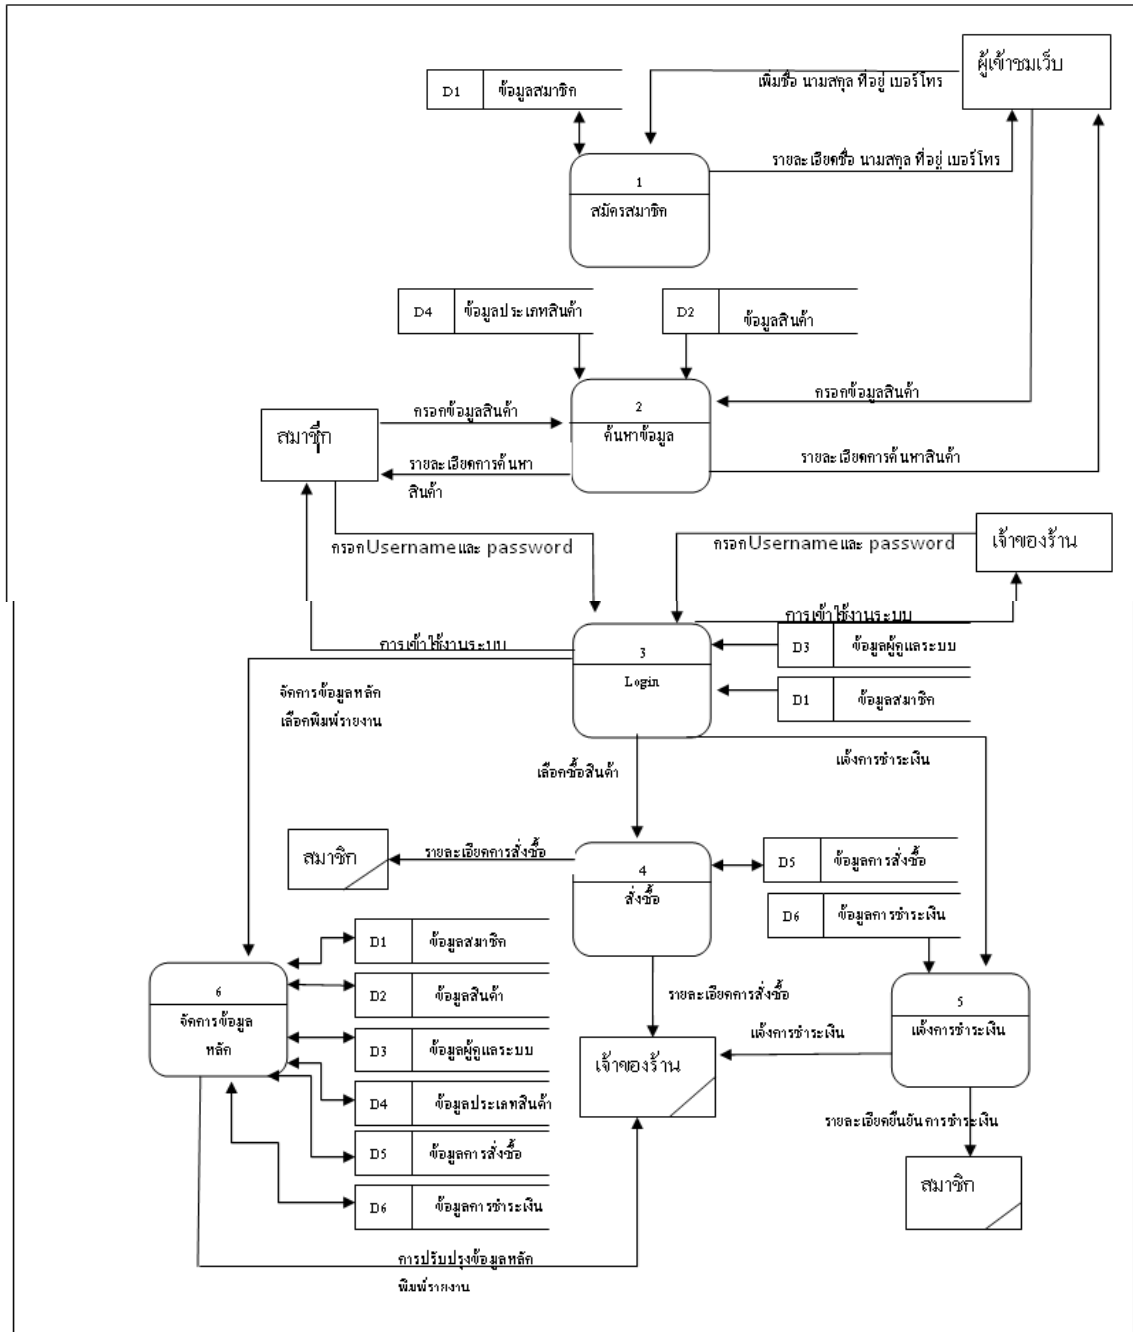 ผู้เข้าชมเว็บ
D1 ข้อมูลสมาชิก
เพิ่มชื่อ นามสกุล ที่อยู่ เบอร์โทร
รายละเอียดชื่อ นามสกุล ที่อยู่ เบอร์โทร
1
สมัครสมาชิก
D4 ข้อมูลประเภทสินค้า
D2 ข้อมูลสินค้า
กรอกข้อมูลสินค้า
กรอกข้อมูลสินค้า
2
ค้นหาข้อมูล
สมาชิก
รายละเอียดการค้นหา
สินค้า
รายละเอียดการค้นหาสินค้า
กรอกUsernameและ password
กรอกUsernameและ password
เจ้าของร้าน
การเข้าใช้งานระบบ
การเข้าใช้งานระบบ
3
Login
D3 ข้อมูลผู้ดูแลระบบ
D1 ข้อมูลสมาชิก
จัดการข้อมูลหลัก
เลือกพิมพ์รายงาน
เลือกซื้อสินค้า
แจ้งการชำระเงิน
สมาชิก
รายละเอียดการสั่งซื้อ
4
สั่งซื้อ
D5 ข้อมูลการสั่งซื้อ
D6 ข้อมูลการชำระเงิน
D1 ข้อมูลสมาชิก
D2 ข้อมูลสินค้า
D3 ข้อมูลผู้ดูแลระบบ
D4 ข้อมูลประเภทสินค้า
D5 ข้อมูลการสั่งซื้อ
D6 ข้อมูลการชำระเงิน
6
จัดการข้อมูล
หลัก
รายละเอียดการสั่งซื้อ
แจ้งการชำระเงิน
5
แจ้งการชำระเงิน
เจ้าของร้าน
รายละเอียดยืนยันการชำระเงิน
สมาชิก
การปรับปรุงข้อมูลหลัก
พิมพ์รายงาน